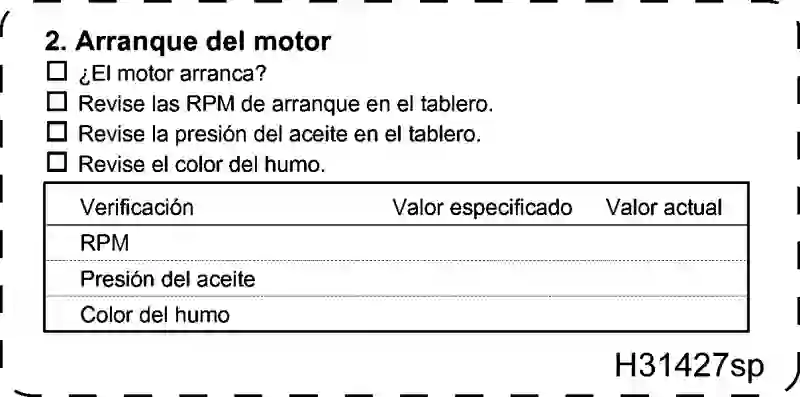 2. Arranque del motor
¿El motor arranca?
Revise las RPM de arranque en el tablero.
Revise la presión del aceite en el tablero.
Revise el color del humo.
Verificación Valor especificado Valor actual
RPM
Presión del aceite
Color del humo
H31427sp